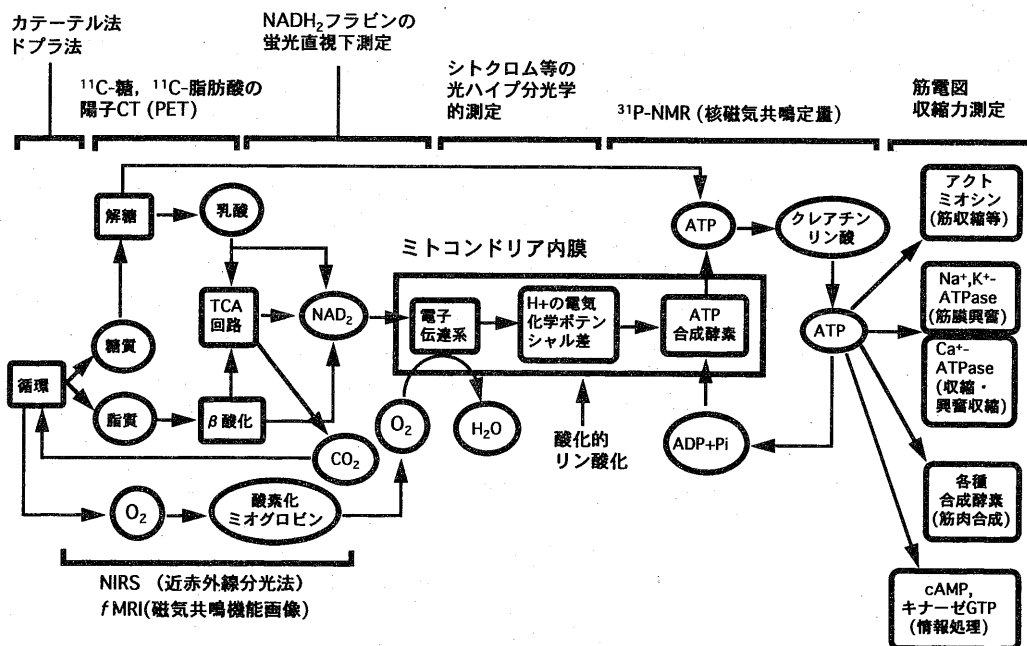 カテーテル法
ドプラ法
NADH₂フラビンの
蛍光直視下測定
¹¹C-糖，¹¹C-脂肪酸の
陽子CT (PET)
シトクロム等の
光ハイプ分光学
的測定
³¹P-NMR (核磁気共鳴定量)
筋電図
収縮力測定
解糖
乳酸
ATP
クレアチン
リン酸
アクト
ミオシン
(筋収縮等)
ミトコンドリア内膜
TCA
回路
NAD₂
電子
伝達系
H+の電気
化学ポテン
シャル差
ATP
合成酵素
ATP
Na⁺,K⁺-
ATPase
(筋膜興奮)
Ca⁺-
ATPase
(収縮・
興奮収縮)
糖質
循環
脂質
β酸化
CO₂
O₂
H₂O
酸化的
リン酸化
ADP+Pi
各種
合成酵素
(筋肉合成)
O₂
酸素化
ミオグロビン
NIRS （近赤外線分光法）
fMRI(磁気共鳴機能画像)
cAMP,
キナーゼGTP
(情報処理)